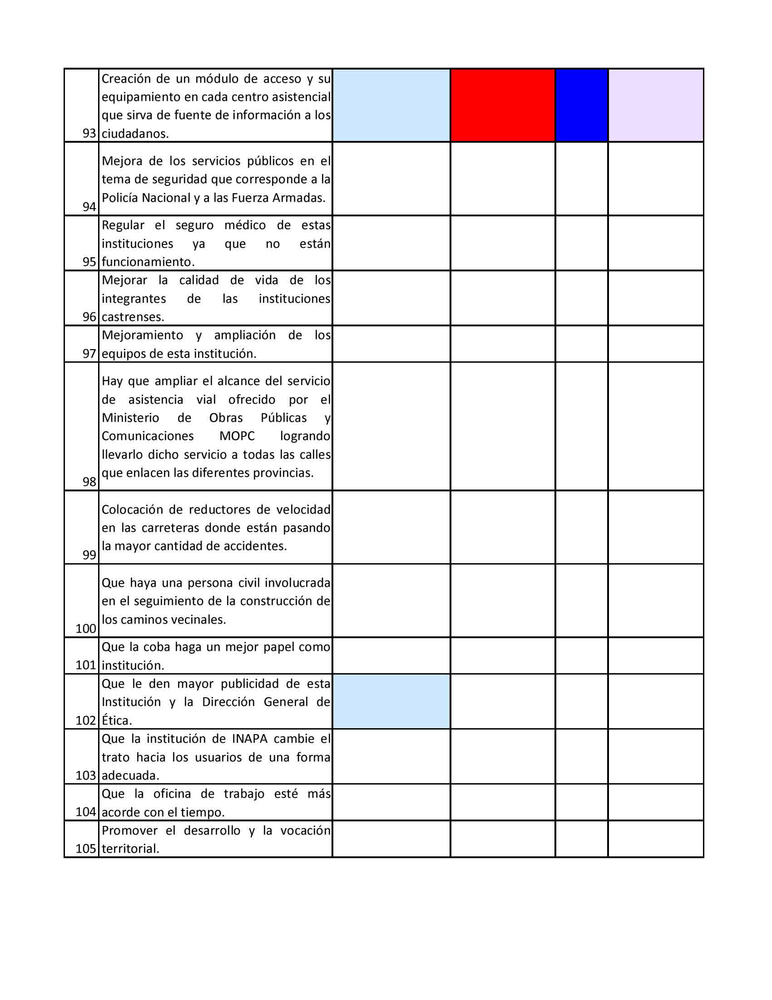 Creación de un módulo de acceso y su
equipamiento en cada centro asistencial
que sirva de fuente de información a los
93 ciudadanos.
Mejora de los servicios públicos en el
tema de seguridad que corresponde a la
Policía Nacional y a las Fuerza Armadas.
94
Regular el seguro médico de estas
instituciones ya que no están
95 funcionamiento.
Mejorar la calidad de vida de los
integrantes de las instituciones
96 castrenses.
Mejoramiento y ampliación de los
97 equipos de esta institución.
Hay que ampliar el alcance del servicio
de asistencia vial ofrecido por el
Ministerio de Obras Públicas y
Comunicaciones MOPC logrando
llevarlo dicho servicio a todas las calles
que enlacen las diferentes provincias.
98
Colocación de reductores de velocidad
en las carreteras donde están pasando
la mayor cantidad de accidentes.
99
Que haya una persona civil involucrada
en el seguimiento de la construcción de
los caminos vecinales.
100
Que la coba haga un mejor papel como
101 institución.
Que le den mayor publicidad de esta
Institución y la Dirección General de
102 Ética.
Que la institución de INAPA cambie el
trato hacia los usuarios de una forma
103 adecuada.
Que la oficina de trabajo esté más
104 acorde con el tiempo.
Promover el desarrollo y la vocación
105 territorial.